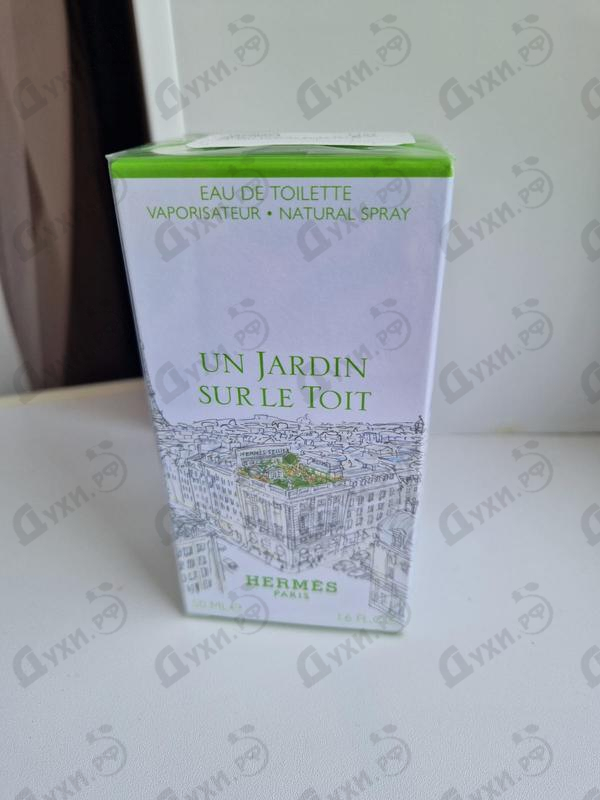 EAU DE TOILETTE
VAPORISATEUR • NATURAL SPRAY
UN JARDIN
SUR LE TOIT
HERMÈS
PARIS
50 ML e
1.6 FL.
Духи.РФ